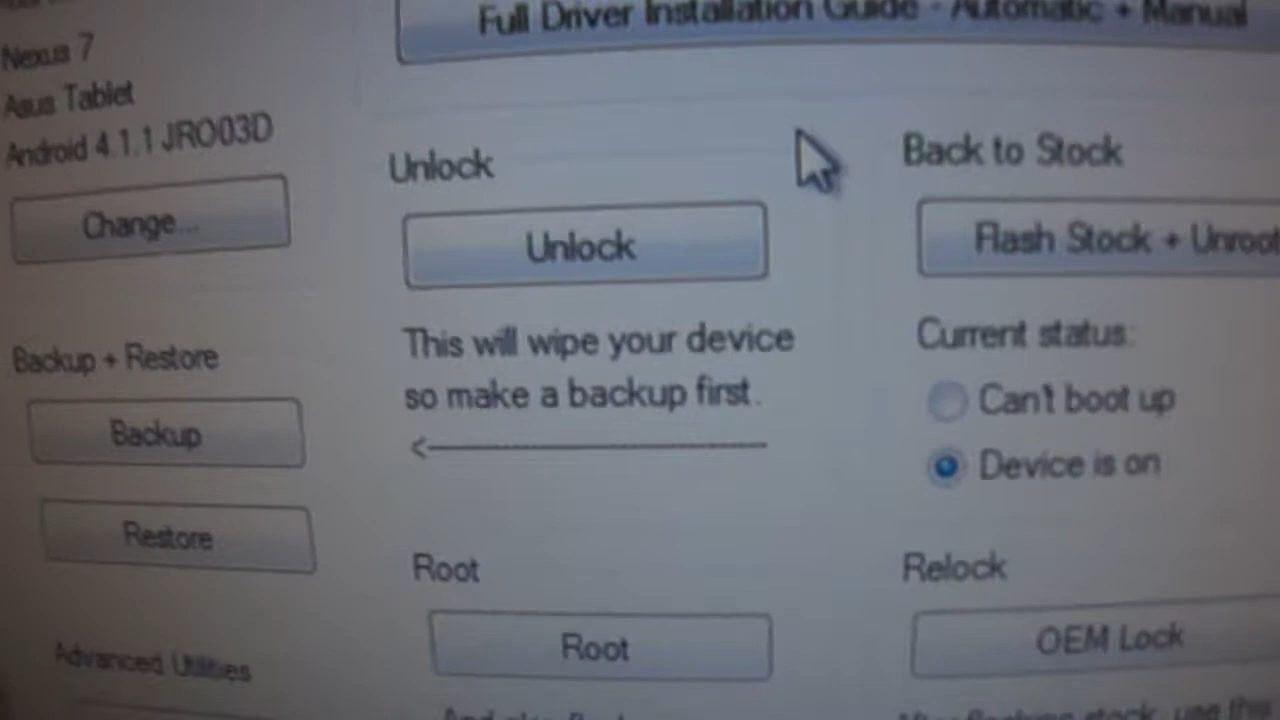 Full Driver Installation Guide - Automatic + Manual
Nexus 7
Asus Tablet
Android 4.1.1 JRO03D
Change...
Backup + Restore
Backup
Restore
Advanced Utilities
Unlock
Unlock
This will wipe your device
so make a backup first.
<
Root
Root
Back to Stock
Flash Stock + Unroot
Current status:
Can't boot up
Device is on
Relock
OEM Lock